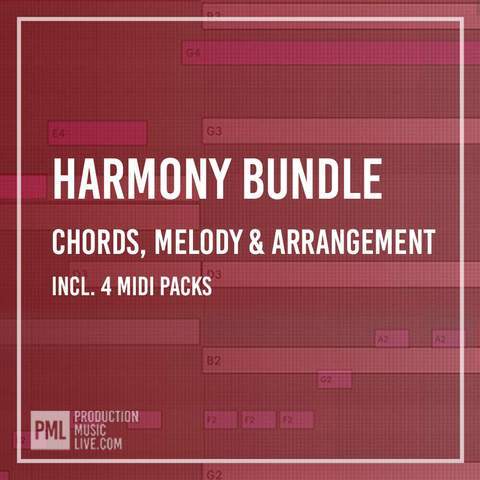 B3
G4
E4
G3
HARMONY BUNDLE
CHORDS, MELODY & ARRANGEMENT
D3
D3
INCL. 4 MIDI PACKS
A2
A2
B2
G2
F2
F2
F2
PML
PRODUCTION
MUSIC
LIVE.COM
G2